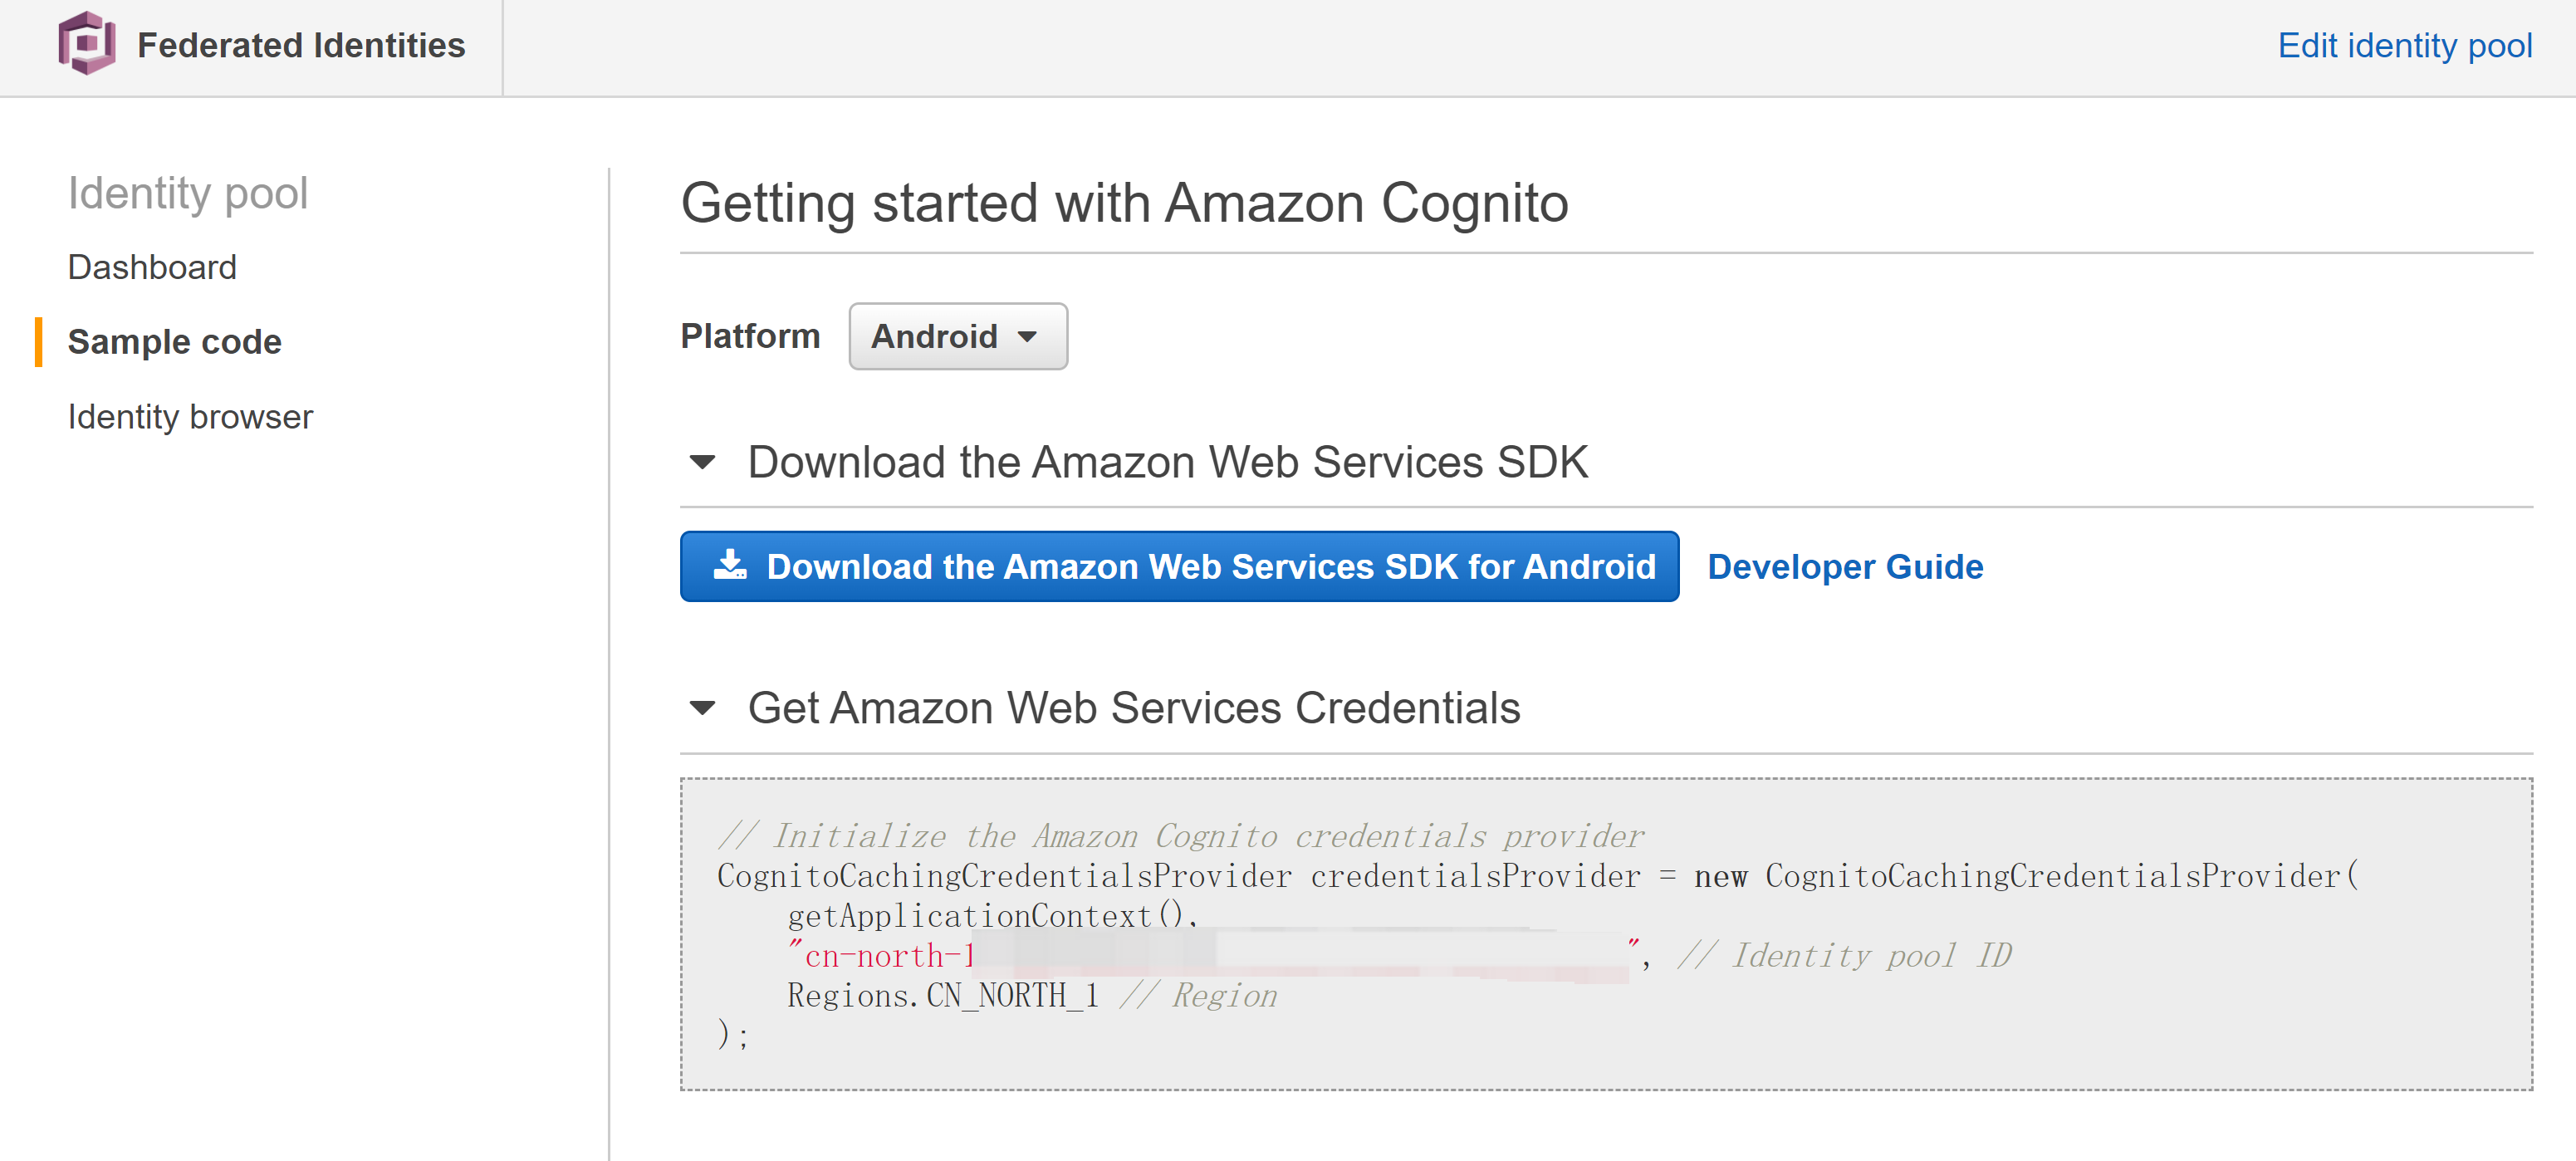 Federated Identities
Edit identity pool
Identity pool
Dashboard
Sample code
Identity browser
Getting started with Amazon Cognito
Platform Android
Download the Amazon Web Services SDK
Download the Amazon Web Services SDK for Android Developer Guide
Get Amazon Web Services Credentials
// Initialize the Amazon Cognito credentials provider
CognitoCachingCredentialsProvider credentialsProvider = new CognitoCachingCredentialsProvider(
getApplicationContext(),
"cn-north-1 ", // Identity pool ID
Regions.CN_NORTH_1 // Region
);